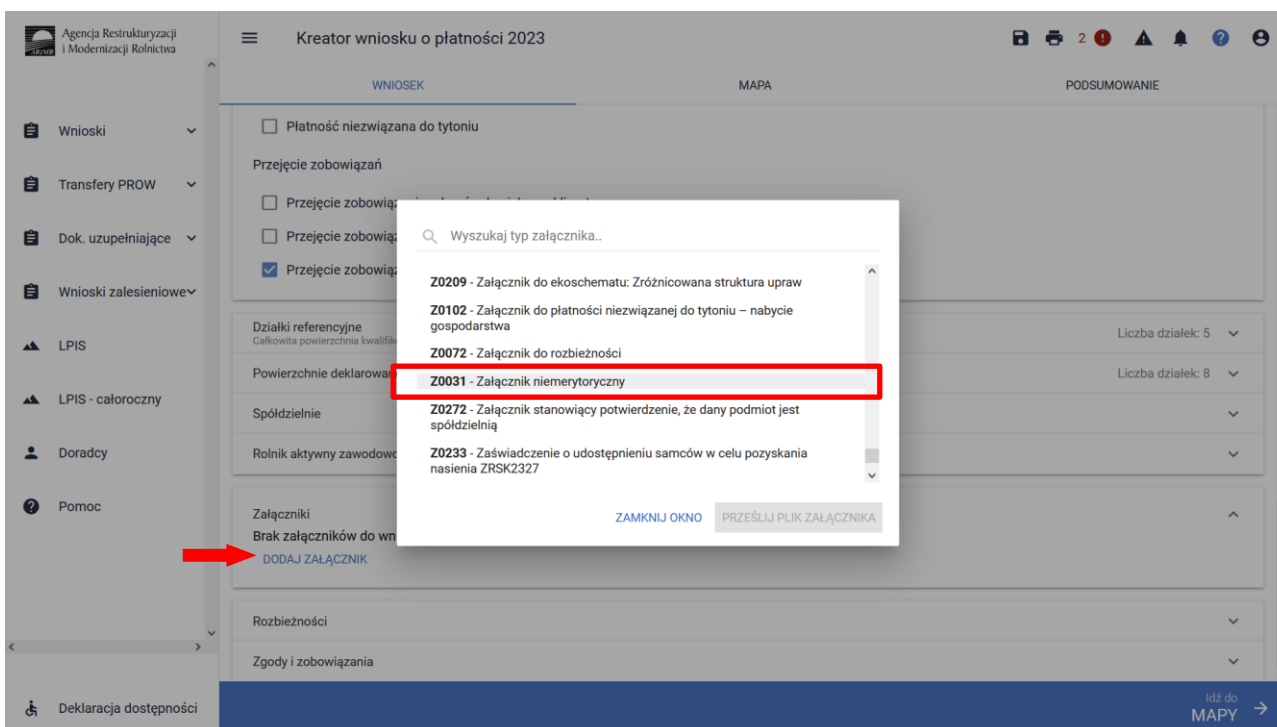 Agencja Restrukturyzacji
i Modernizacji Rolnictwa
ARiMR
Kreator wniosku o płatności 2023
2
WNIOSEK
MAPA
PODSUMOWANIE
Wnioski
Transfery PROW
Dok. uzupełniające
Wnioski zalesieniowe
LPIS
LPIS - całoroczny
Doradcy
Pomoc
Deklaracja dostępności
Płatność niezwiązana do tytoniu
Przejęcie zobowiązań
Przejęcie zobowiąz
Przejęcie zobowiąz
Przejęcie zobowiąz
Działki referencyjne
Całkowita powierzchnia kwalifik
Liczba działek: 5
Powierzchnie deklarowan
Liczba działek: 8
Spółdzielnie
Rolnik aktywny zawodowo
Załączniki
Brak załączników do wn
DODAJ ZAŁĄCZNIK
Rozbieżności
Zgody i zobowiązania
Wyszukaj typ załącznika..
Z0209 - Załącznik do ekoschematu: Zróżnicowana struktura upraw
Z0102 - Załącznik do płatności niezwiązanej do tytoniu – nabycie
gospodarstwa
Z0072 - Załącznik do rozbieżności
Z0031 - Załącznik niemerytoryczny
Z0272 - Załącznik stanowiący potwierdzenie, że dany podmiot jest
spółdzielnią
Z0233 - Zaświadczenie o udostępnieniu samców w celu pozyskania
nasienia ZRSK2327
ZAMKNIJ OKNO
PRZEŚLIJ PLIK ZAŁĄCZNIKA
Idź do
MAPY